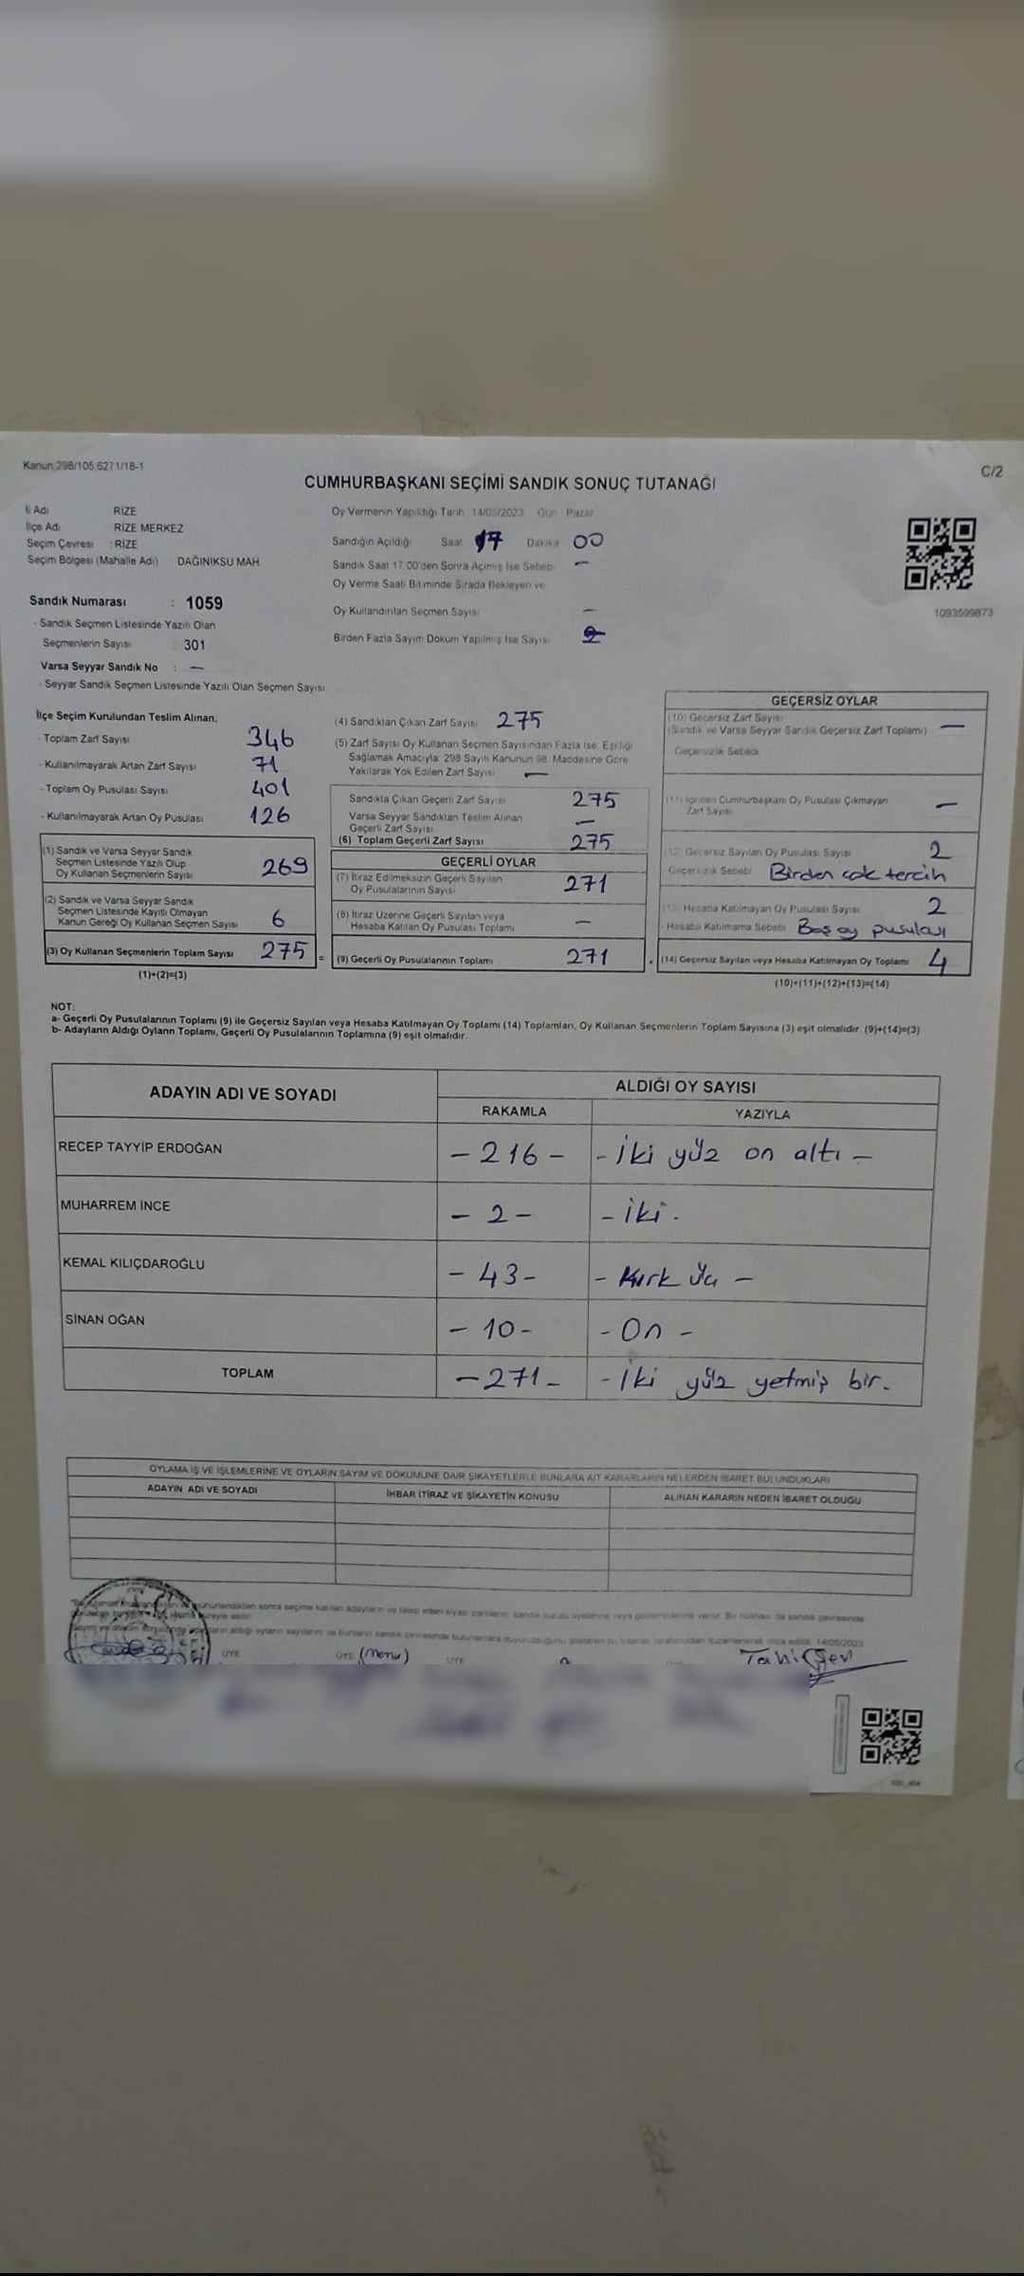 Kanun:298/105,6271/18-1
C/2
CUMHURBAŞKANI SEÇİMİ SANDIK SONUÇ TUTANAĞI
İl Adı RİZE
İlçe Adı RİZE MERKEZ
Seçim Çevresi : RİZE
Seçim Bölgesi (Mahalle Adı) DAĞINIKSU MAH
Sandık Numarası : 1059
- Sandık Seçmen Listesinde Yazılı Olan
Seçmenlerin Sayısı 301
Varsa Seyyar Sandık No : —
- Seyyar Sandık Seçmen Listesinde Yazılı Olan Seçmen Sayısı
Oy Vermenin Yapıldığı Tarih 14/05/2023 Gün Pazar
Sandığın Açıldığı Saat 17 Dakika 00
Sandık Saat 17.00'den Sonra Açılmış İse Sebebi —
Oy Verme Saati Bitiminde Sırada Bekleyen ve
Oy Kullandırılan Seçmen Sayısı —
Birden Fazla Sayım Döküm Yapılmış İse Sayısı
1093599873
İlçe Seçim Kurulundan Teslim Alınan;
- Toplam Zarf Sayısı 346
- Kullanılmayarak Artan Zarf Sayısı 71
- Toplam Oy Pusulası Sayısı 401
- Kullanılmayarak Artan Oy Pusulası 126
(1) Sandık ve Varsa Seyyar Sandık
Seçmen Listesinde Yazılı Olup
Oy Kullanan Seçmenlerin Sayısı 269
(2) Sandık ve Varsa Seyyar Sandık
Seçmen Listesinde Kayıtlı Olmayan
Kanun Gereği Oy Kullanan Seçmen Sayısı 6
(3) Oy Kullanan Seçmenlerin Toplam Sayısı 275
(1)+(2)=(3)
(4) Sandıktan Çıkan Zarf Sayısı 275
(5) Zarf Sayısı Oy Kullanan Seçmen Sayısından Fazla İse, Eşitliği
Sağlamak Amacıyla 298 Sayılı Kanunun 98. Maddesine Göre
Yakılarak Yok Edilen Zarf Sayısı —
Sandıkta Çıkan Geçerli Zarf Sayısı 275
Varsa Seyyar Sandıktan Teslim Alınan
Geçerli Zarf Sayısı —
(6) Toplam Geçerli Zarf Sayısı 275
GEÇERLİ OYLAR
(7) İtiraz Edilmeksizin Geçerli Sayılan
Oy Pusulalarının Sayısı 271
(8) İtiraz Üzerine Geçerli Sayılan veya
Hesaba Katılan Oy Pusulası Toplamı —
= (9) Geçerli Oy Pusulalarının Toplamı 271
GEÇERSİZ OYLAR
(10) Geçersiz Zarf Sayısı
(Sandık ve Varsa Seyyar Sandık Geçersiz Zarf Toplamı) —
Geçersizlik Sebebi
(11) İçinden Cumhurbaşkanı Oy Pusulası Çıkmayan
Zarf Sayısı —
(12) Geçersiz Sayılan Oy Pusulası Sayısı 2
Geçersizlik Sebebi Birden cok tercih
(13) Hesaba Katılmayan Oy Pusulası Sayısı 2
Hesaba Katılmama Sebebi Boş oy pusulası
(14) Geçersiz Sayılan veya Hesaba Katılmayan Oy Toplamı 4
(10)+(11)+(12)+(13)=(14)
NOT:
a- Geçerli Oy Pusulalarının Toplamı (9) ile Geçersiz Sayılan veya Hesaba Katılmayan Oy Toplamı (14) Toplamları, Oy Kullanan Seçmenlerin Toplam Sayısına (3) eşit olmalıdır. (9)+(14)=(3)
b- Adayların Aldığı Oyların Toplamı, Geçerli Oy Pusulalarının Toplamına (9) eşit olmalıdır.
ADAYIN ADI VE SOYADI ALDIĞI OY SAYISI
RAKAMLA YAZIYLA
RECEP TAYYİP ERDOĞAN - 216 - - İki yüz on altı -
MUHARREM İNCE - 2 - - İki.
KEMAL KILIÇDAROĞLU - 43 - - Kırk üç -
SİNAN OĞAN - 10 - - On -
TOPLAM - 271 - - İki yüz yetmiş bir.
OYLAMA İŞ VE İŞLEMLERİNE VE OYLARIN SAYIM VE DÖKÜMÜNE DAİR ŞİKAYETLERLE BUNLARA AİT KARARLARIN NELERDEN İBARET BULUNDUKLARI
ADAYIN ADI VE SOYADI İHBAR İTİRAZ VE ŞİKAYETİN KONUSU ALINAN KARARIN NEDEN İBARET OLDUĞU
14/05/2023
ÜYE ÜYE (Memur) ÜYE